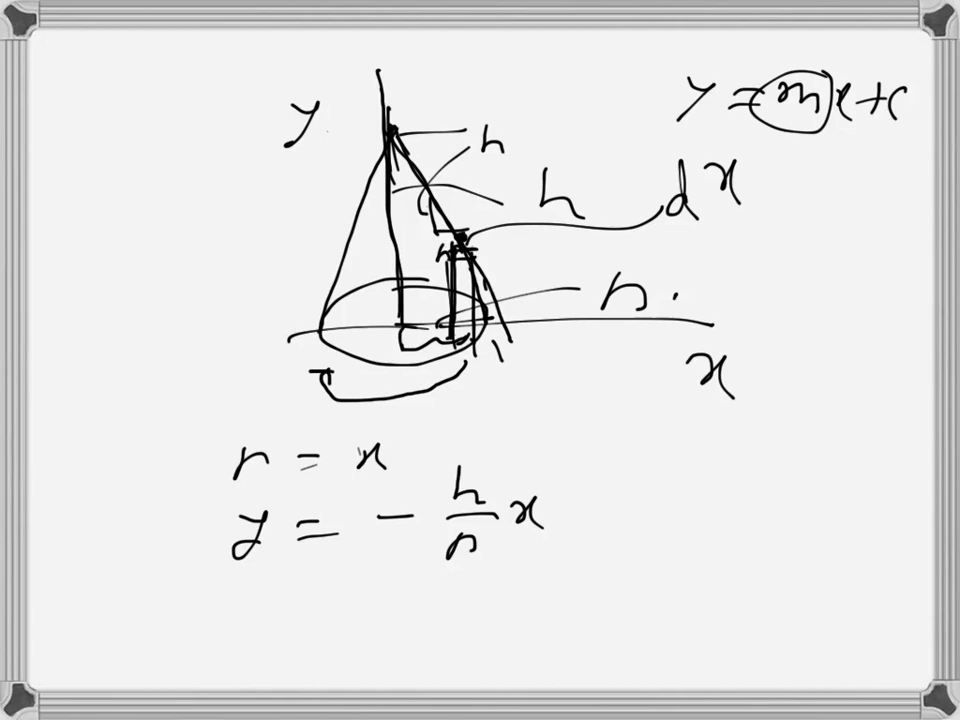 y = mx + c
y
h
h
dx
r
x
r = x
y = - h/r x